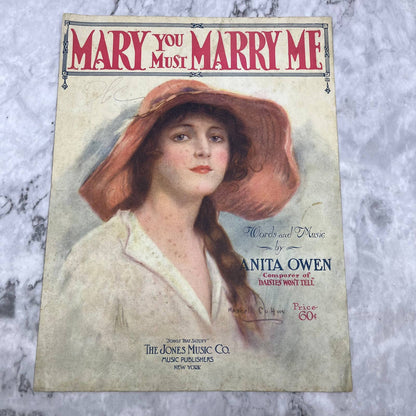 MARY YOU MUST MARRY ME
Words and Music
by
ANITA OWEN
Composer of
"DAISIES WON'T TELL"
Price
60¢
"SONGS THAT SATISFY"
THE JONES MUSIC CO.
MUSIC PUBLISHERS
NEW YORK